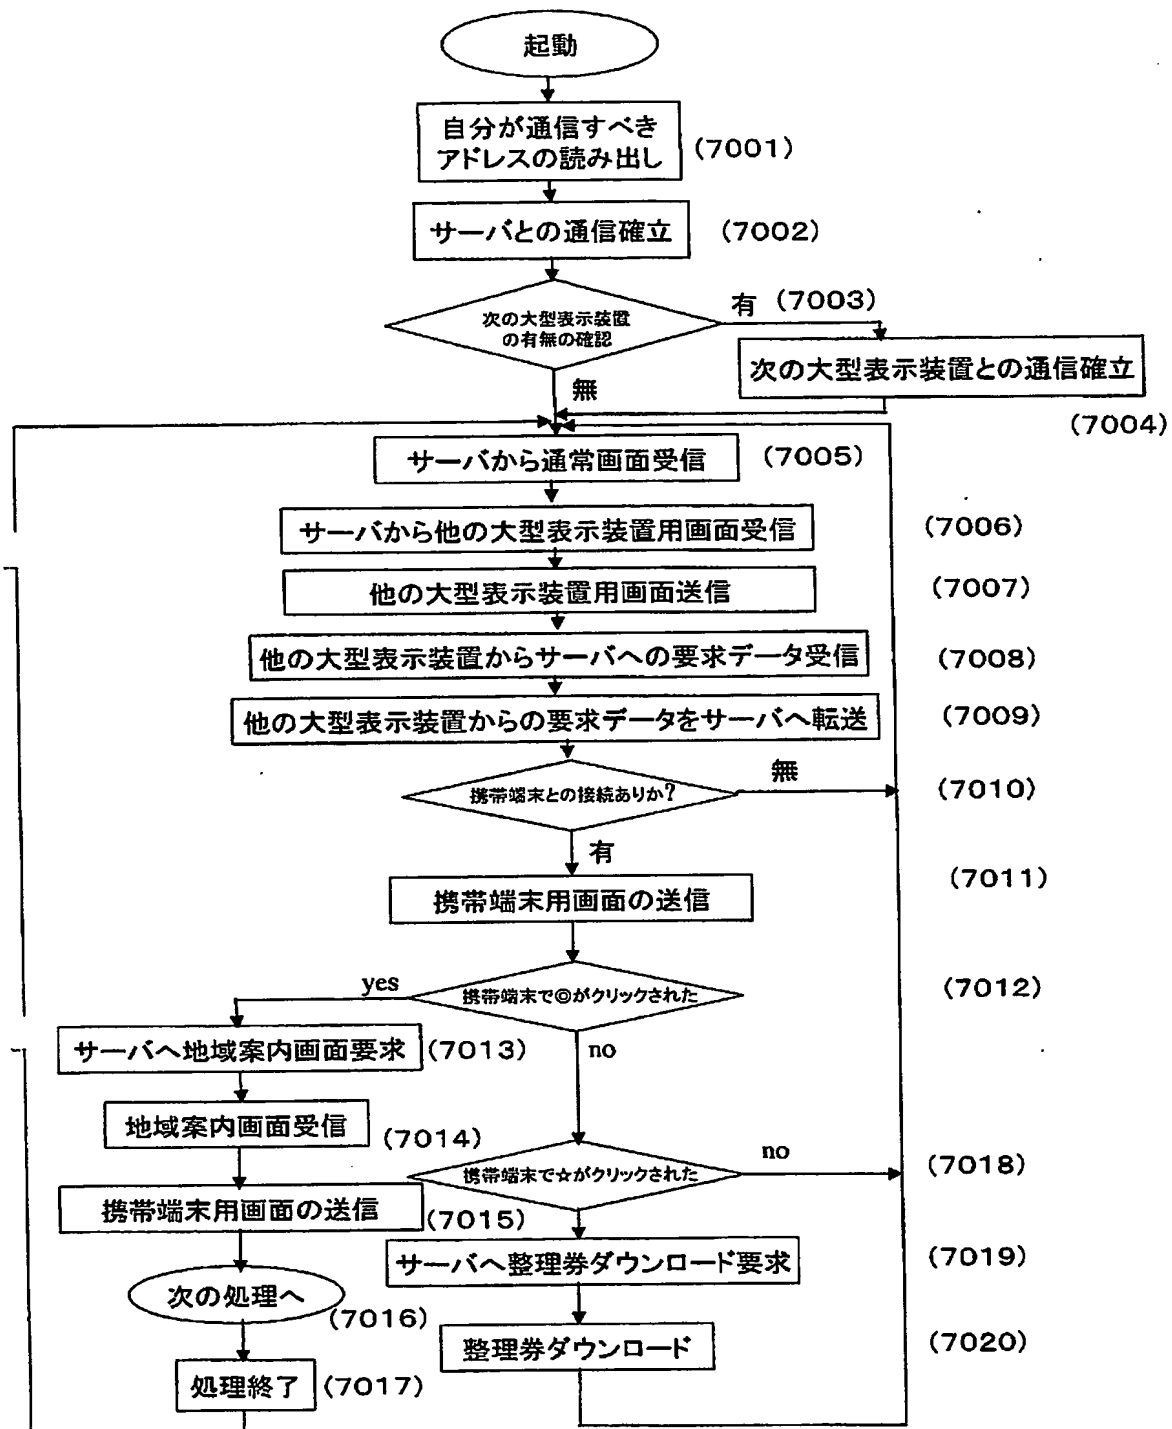 起動
自分が通信すべき
アドレスの読み出し
(7001)
サーバとの通信確立
(7002)
次の大型表示装置
の有無の確認
有
(7003)
次の大型表示装置との通信確立
無
(7004)
サーバから通常画面受信
(7005)
サーバから他の大型表示装置用画面受信
(7006)
他の大型表示装置用画面送信
(7007)
他の大型表示装置からサーバへの要求データ受信
(7008)
他の大型表示装置からの要求データをサーバへ転送
(7009)
携帯端末との接続ありか?
無
(7010)
有
携帯端末用画面の送信
(7011)
携帯端末で◎がクリックされた
yes
(7012)
no
サーバへ地域案内画面要求
(7013)
地域案内画面受信
(7014)
携帯端末で☆がクリックされた
no
(7018)
携帯端末用画面の送信
(7015)
サーバへ整理券ダウンロード要求
(7019)
次の処理へ
(7016)
整理券ダウンロード
(7020)
処理終了
(7017)